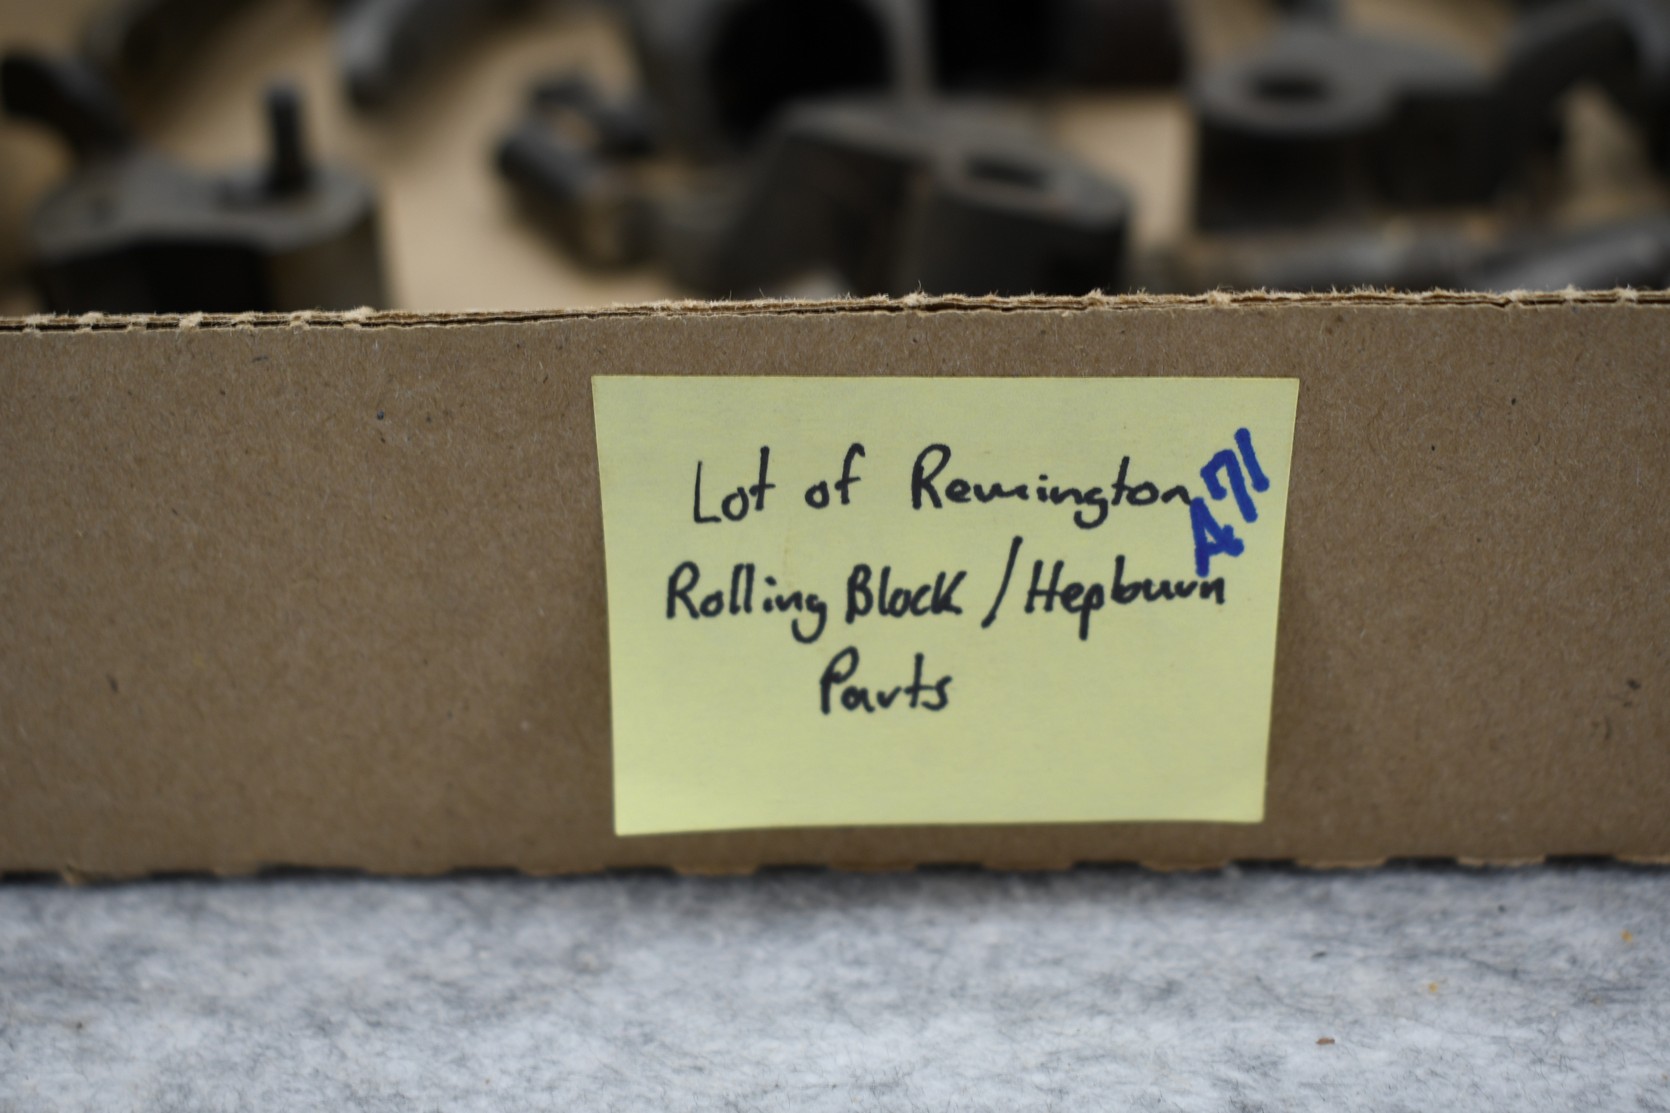 Lot of Remington
A71
Rolling Block / Hepburn
Parts